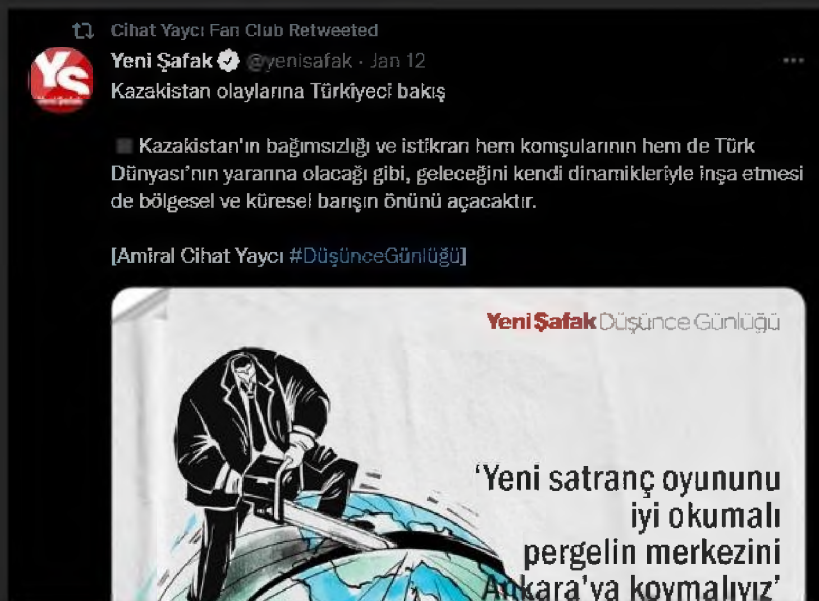 Cihat Yaycı Fan Club Retweeted
Yeni Şafak @yenisafak · Jan 12
Kazakistan olaylarına Türkiyeci bakış
Kazakistan'ın bağımsızlığı ve istikrarı hem komşularının hem de Türk
Dünyası'nın yararına olacağı gibi, geleceğini kendi dinamikleriyle inşa etmesi
de bölgesel ve küresel barışın önünü açacaktır.
[Amiral Cihat Yaycı #DüşünceGünlüğü]
YeniŞafak Düşünce Günlüğü
'Yeni satranç oyununu
iyi okumalı
pergelin merkezini
Ankara'ya koymalıyız'